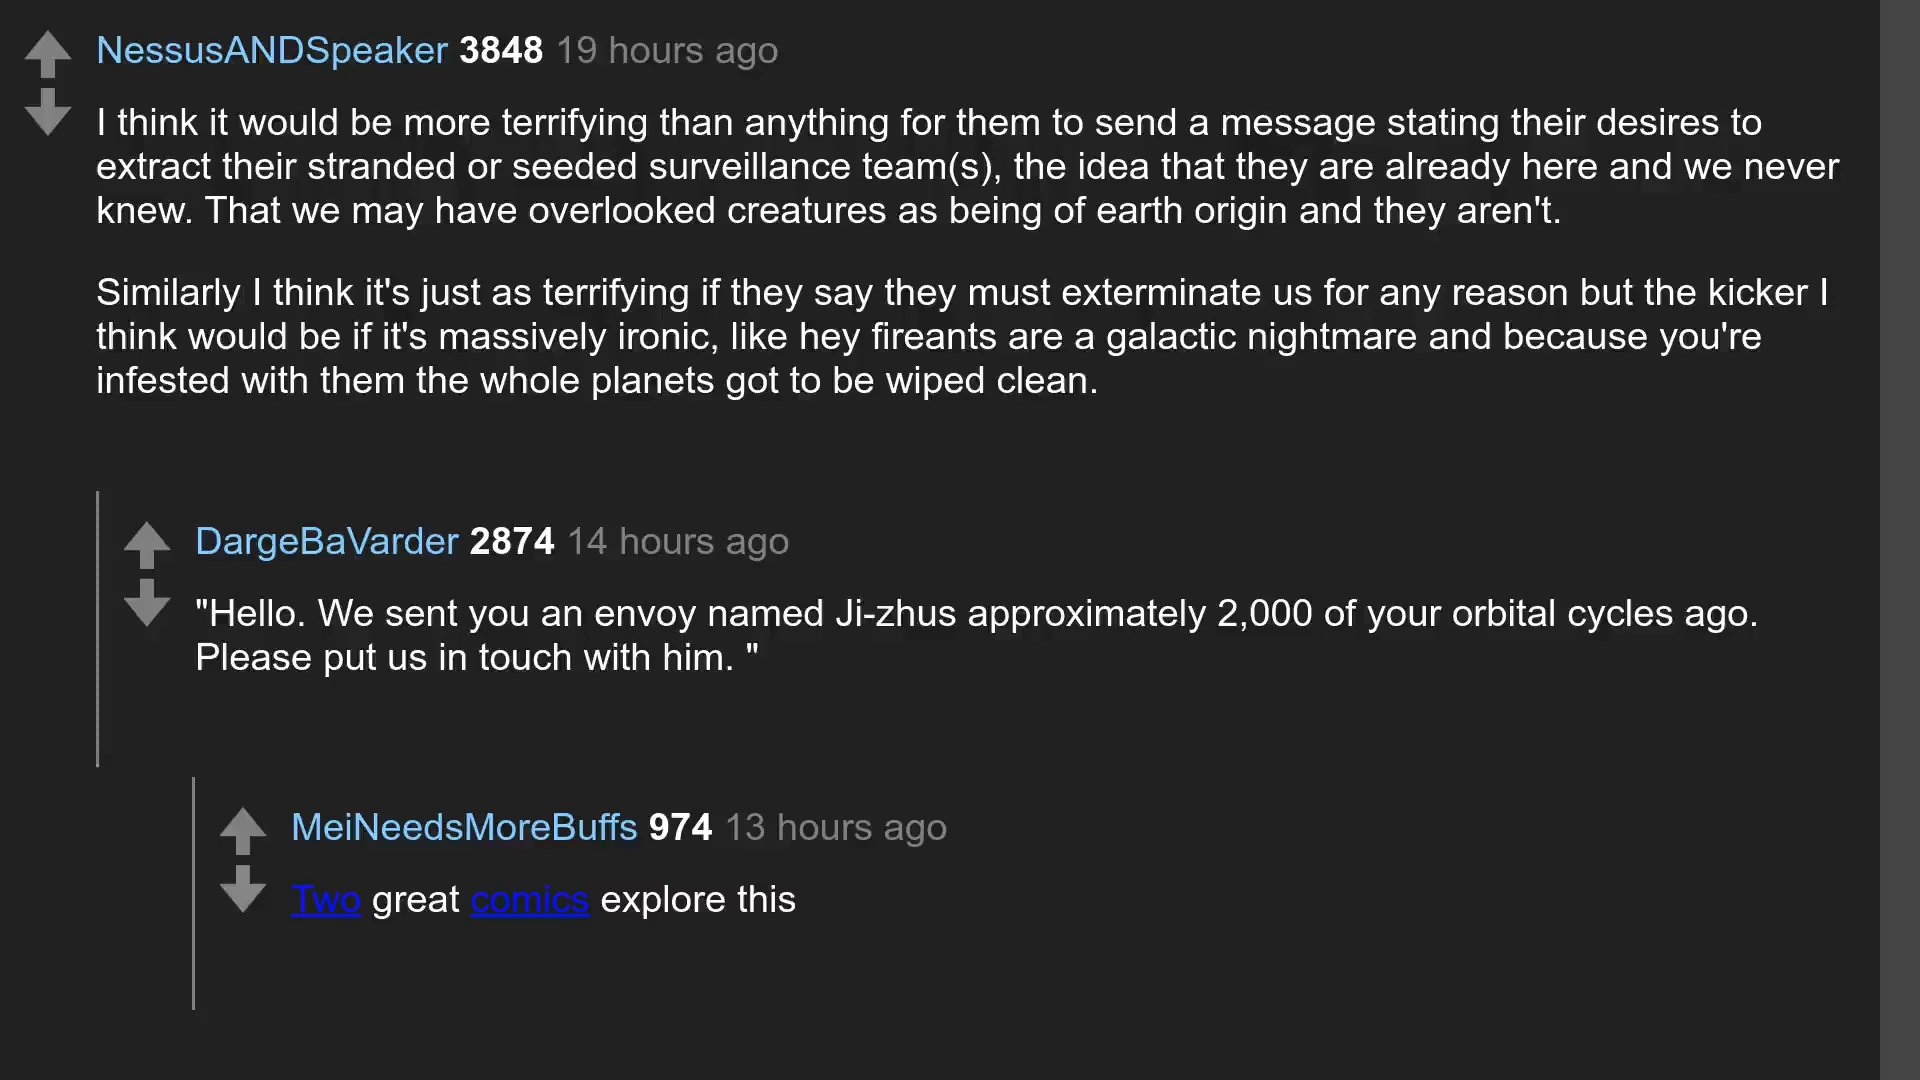 NessusANDSpeaker 3848 19 hours ago
I think it would be more terrifying than anything for them to send a message stating their desires to
extract their stranded or seeded surveillance team(s), the idea that they are already here and we never
knew. That we may have overlooked creatures as being of earth origin and they aren't.
Similarly I think it's just as terrifying if they say they must exterminate us for any reason but the kicker I
think would be if it's massively ironic, like hey fireants are a galactic nightmare and because you're
infested with them the whole planets got to be wiped clean.
DargeBaVarder 2874 14 hours ago
"Hello. We sent you an envoy named Ji-zhus approximately 2,000 of your orbital cycles ago.
Please put us in touch with him. "
MeiNeedsMoreBuffs 974 13 hours ago
Two great comics explore this